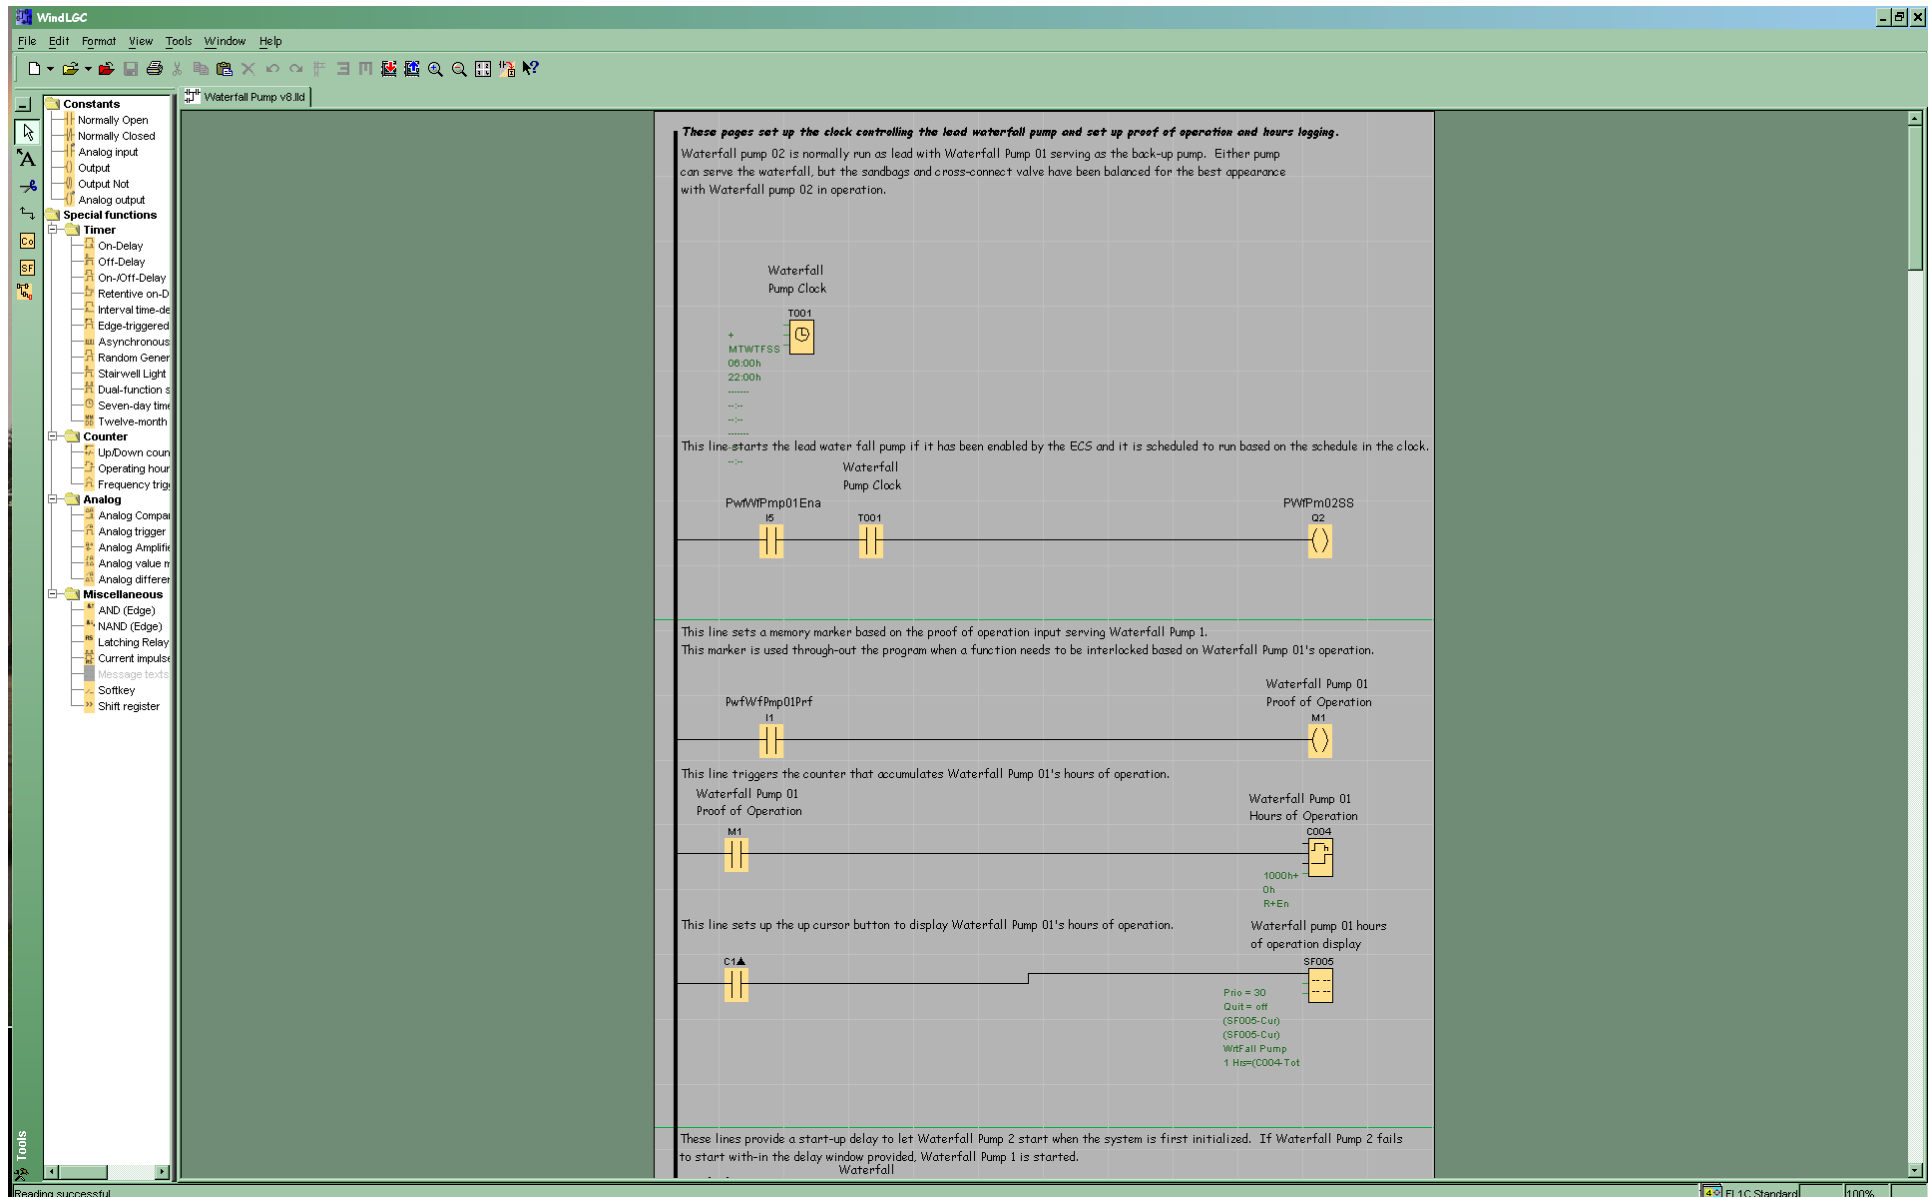 WindLGC
File Edit Format View Tools Window Help
Waterfall Pump v8.lld
Constants
Normally Open
Normally Closed
Analog input
Output
Output Not
Analog output
Special functions
Timer
On-Delay
Off-Delay
On-/Off-Delay
Retentive on-D
Interval time-de
Edge-triggered
Asynchronous
Random Gener
Stairwell Light
Dual-function s
Seven-day time
Twelve-month
Counter
Up/Down coun
Operating hour
Frequency trig
Analog
Analog Compa
Analog trigger
Analog Amplifie
Analog value m
Analog differen
Miscellaneous
AND (Edge)
NAND (Edge)
Latching Relay
Current impulse
Message texts
Softkey
Shift register
Tools
These pages set up the clock controlling the lead waterfall pump and set up proof of operation and hours logging.
Waterfall pump 02 is normally run as lead with Waterfall Pump 01 serving as the back-up pump. Either pump
can serve the waterfall, but the sandbags and cross-connect valve have been balanced for the best appearance
with Waterfall pump 02 in operation.
Waterfall
Pump Clock
T001
+
MTWTFSS
06:00h
22:00h
-------
--:--
--:--
-------
This line starts the lead water fall pump if it has been enabled by the ECS and it is scheduled to run based on the schedule in the clock.
--:--
Waterfall
Pump Clock
PwfWfPmp01Ena
PWfPm02SS
I5
T001
Q2
This line sets a memory marker based on the proof of operation input serving Waterfall Pump 1.
This marker is used through-out the program when a function needs to be interlocked based on Waterfall Pump 01's operation.
Waterfall Pump 01
Proof of Operation
PwfWfPmp01Prf
I1
M1
This line triggers the counter that accumulates Waterfall Pump 01's hours of operation.
Waterfall Pump 01
Proof of Operation
Waterfall Pump 01
Hours of Operation
M1
C004
1000h+
0h
R+En
This line sets up the up cursor button to display Waterfall Pump 01's hours of operation.
Waterfall pump 01 hours
of operation display
C1▲
SF005
Prio = 30
Quit = off
(SF005-Cur)
(SF005-Cur)
WtrFall Pump
1 Hrs=(C004-Tot
These lines provide a start-up delay to let Waterfall Pump 2 start when the system is first initialized. If Waterfall Pump 2 fails
to start with-in the delay window provided, Waterfall Pump 1 is started.
Waterfall
Reading successful
FL1C Standard
100%